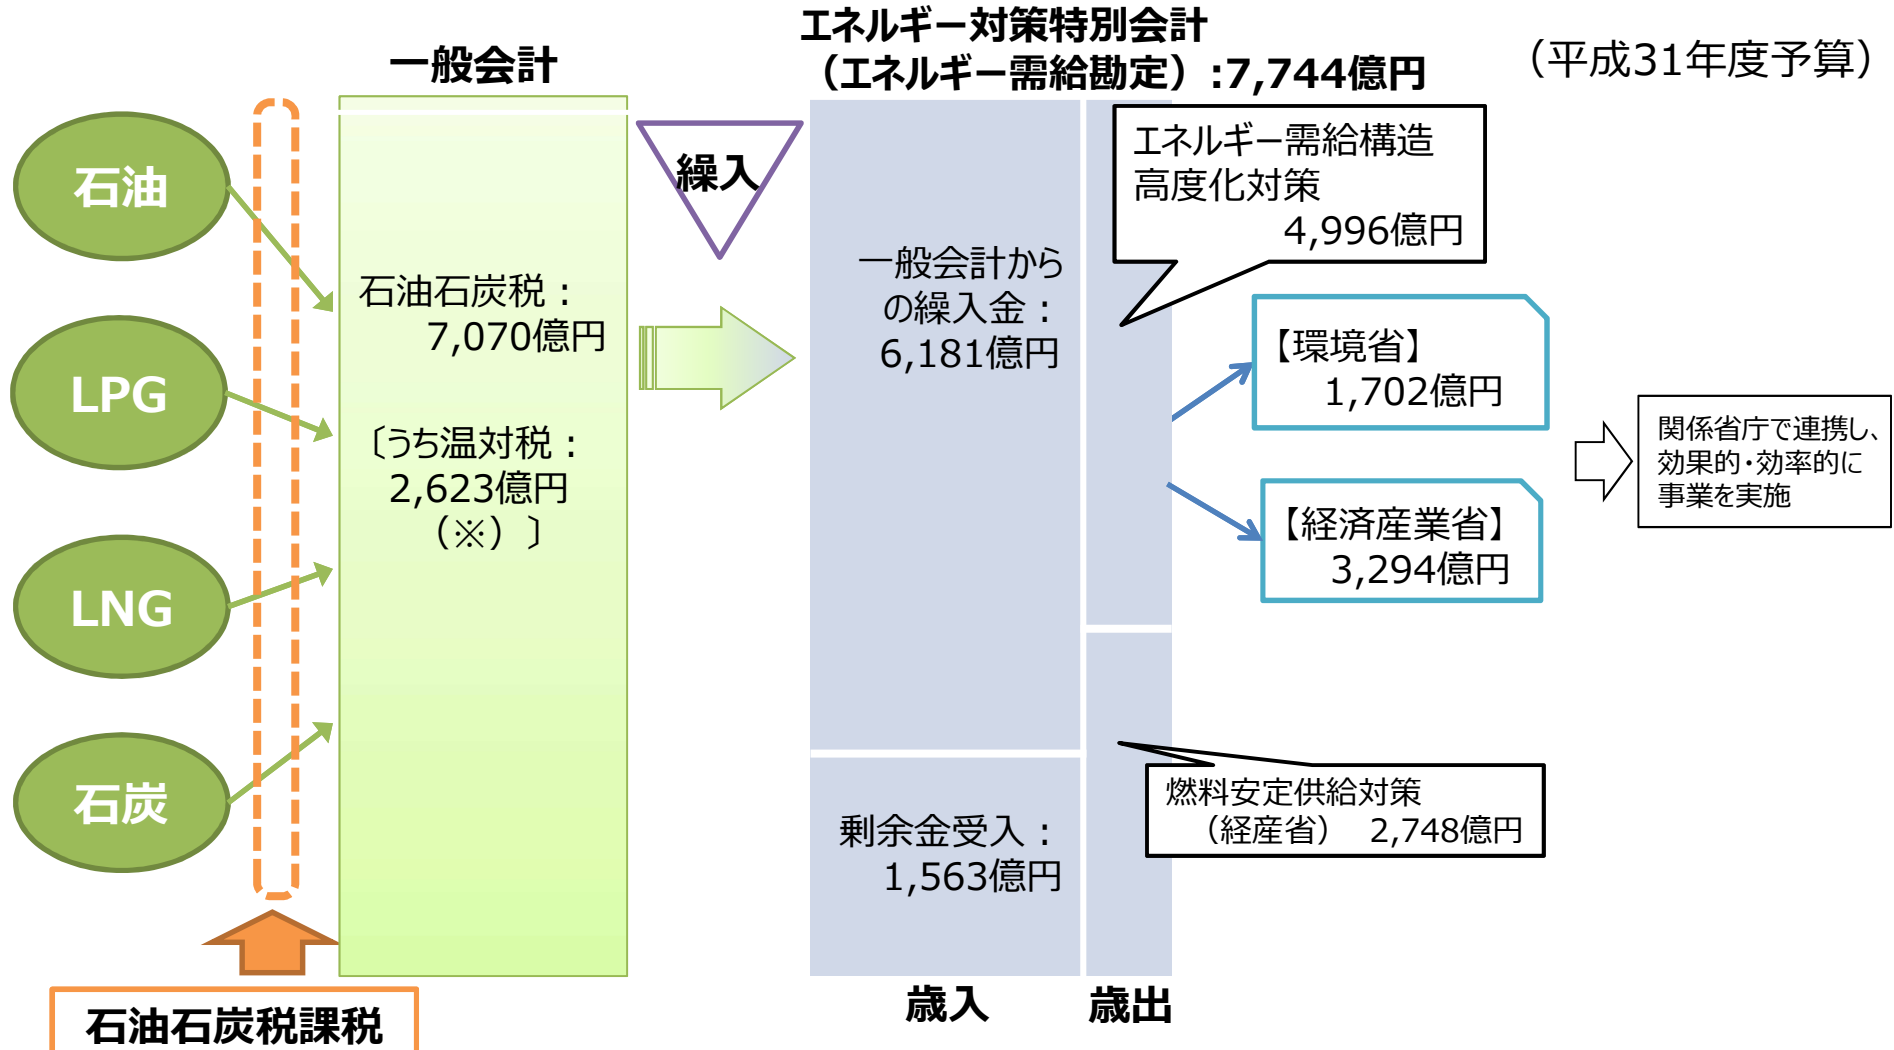 エネルギー対策特別会計
（エネルギー需給勘定）:7,744億円
（平成31年度予算）
一般会計
石油
LPG
LNG
石炭
石油石炭税課税
石油石炭税：
7,070億円
〔うち温対税：
2,623億円
（※）〕
繰入
一般会計から
の繰入金：
6,181億円
剰余金受入：
1,563億円
歳入
歳出
エネルギー需給構造
高度化対策
4,996億円
【環境省】
1,702億円
【経済産業省】
3,294億円
燃料安定供給対策
（経産省） 2,748億円
関係省庁で連携し、
効果的・効率的に
事業を実施